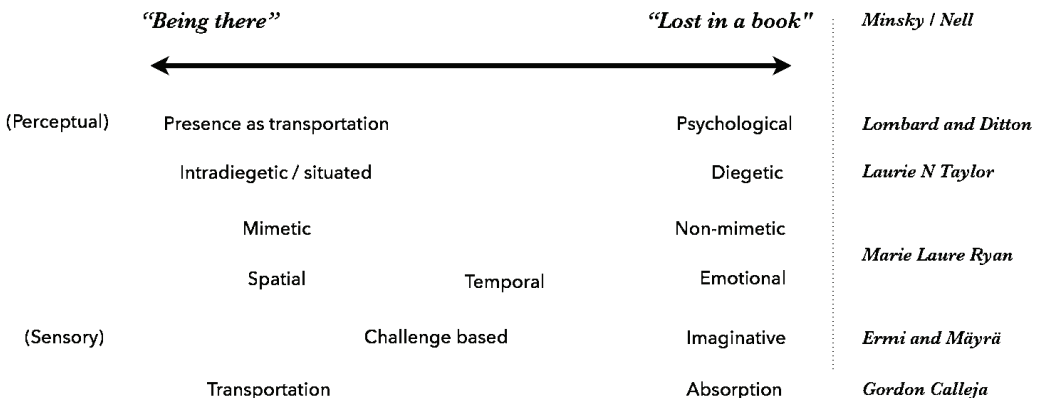 “Being there” “Lost in a book" Minsky / Nell
(Perceptual) Presence as transportation Psychological Lombard and Ditton
Intradiegetic / situated Diegetic Laurie N Taylor
Mimetic Non-mimetic
Marie Laure Ryan
Spatial Temporal Emotional
(Sensory) Challenge based Imaginative Ermi and Mäyrä
Transportation Absorption Gordon Calleja